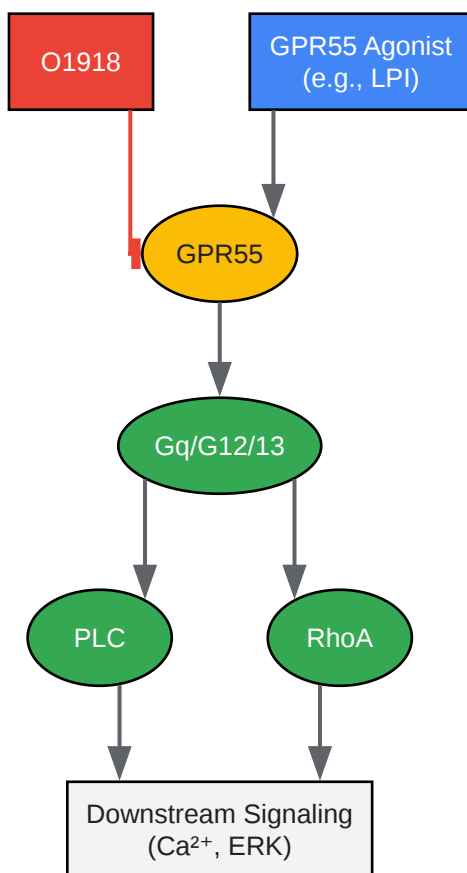 O1918
GPR55 Agonist
(e.g., LPI)
GPR55
Gq/G12/13
PLC
RhoA
Downstream Signaling
(Ca²⁺, ERK)